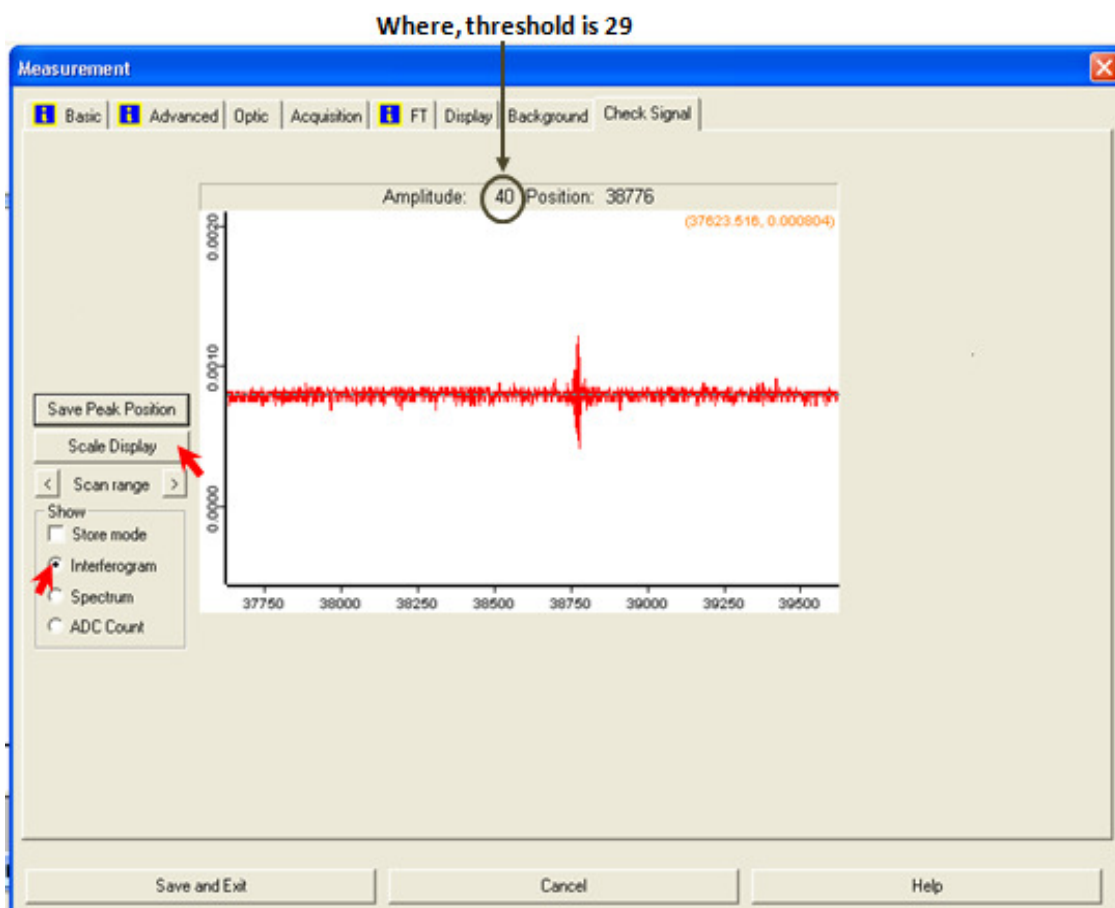 Where, threshold is 29
Measurement
Basic Advanced Optic Acquisition FT Display Background Check Signal
Amplitude: 40 Position: 38776
(37623.516, 0.000804)
0.0020
0.0010
0.0000
37750 38000 38250 38500 38750 39000 39250 39500
Save Peak Position
Scale Display
< Scan range >
Show
Store mode
Interferogram
Spectrum
ADC Count
Save and Exit Cancel Help